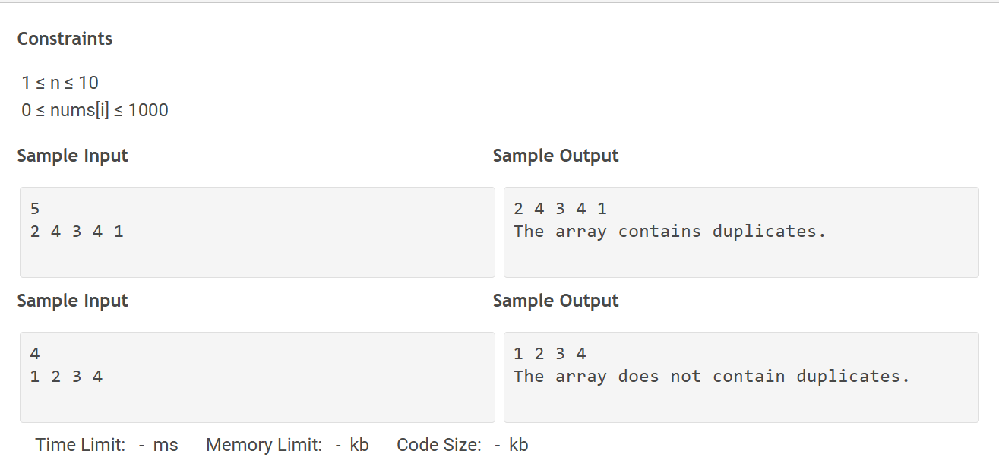 Constraints
1 ≤ n ≤ 10
0 ≤ nums[i] ≤ 1000
Sample Input
Sample Output
5
2 4 3 4 1
2 4 3 4 1
The array contains duplicates.
Sample Input
Sample Output
4
1 2 3 4
1 2 3 4
The array does not contain duplicates.
Time Limit: - ms Memory Limit: - kb Code Size: - kb